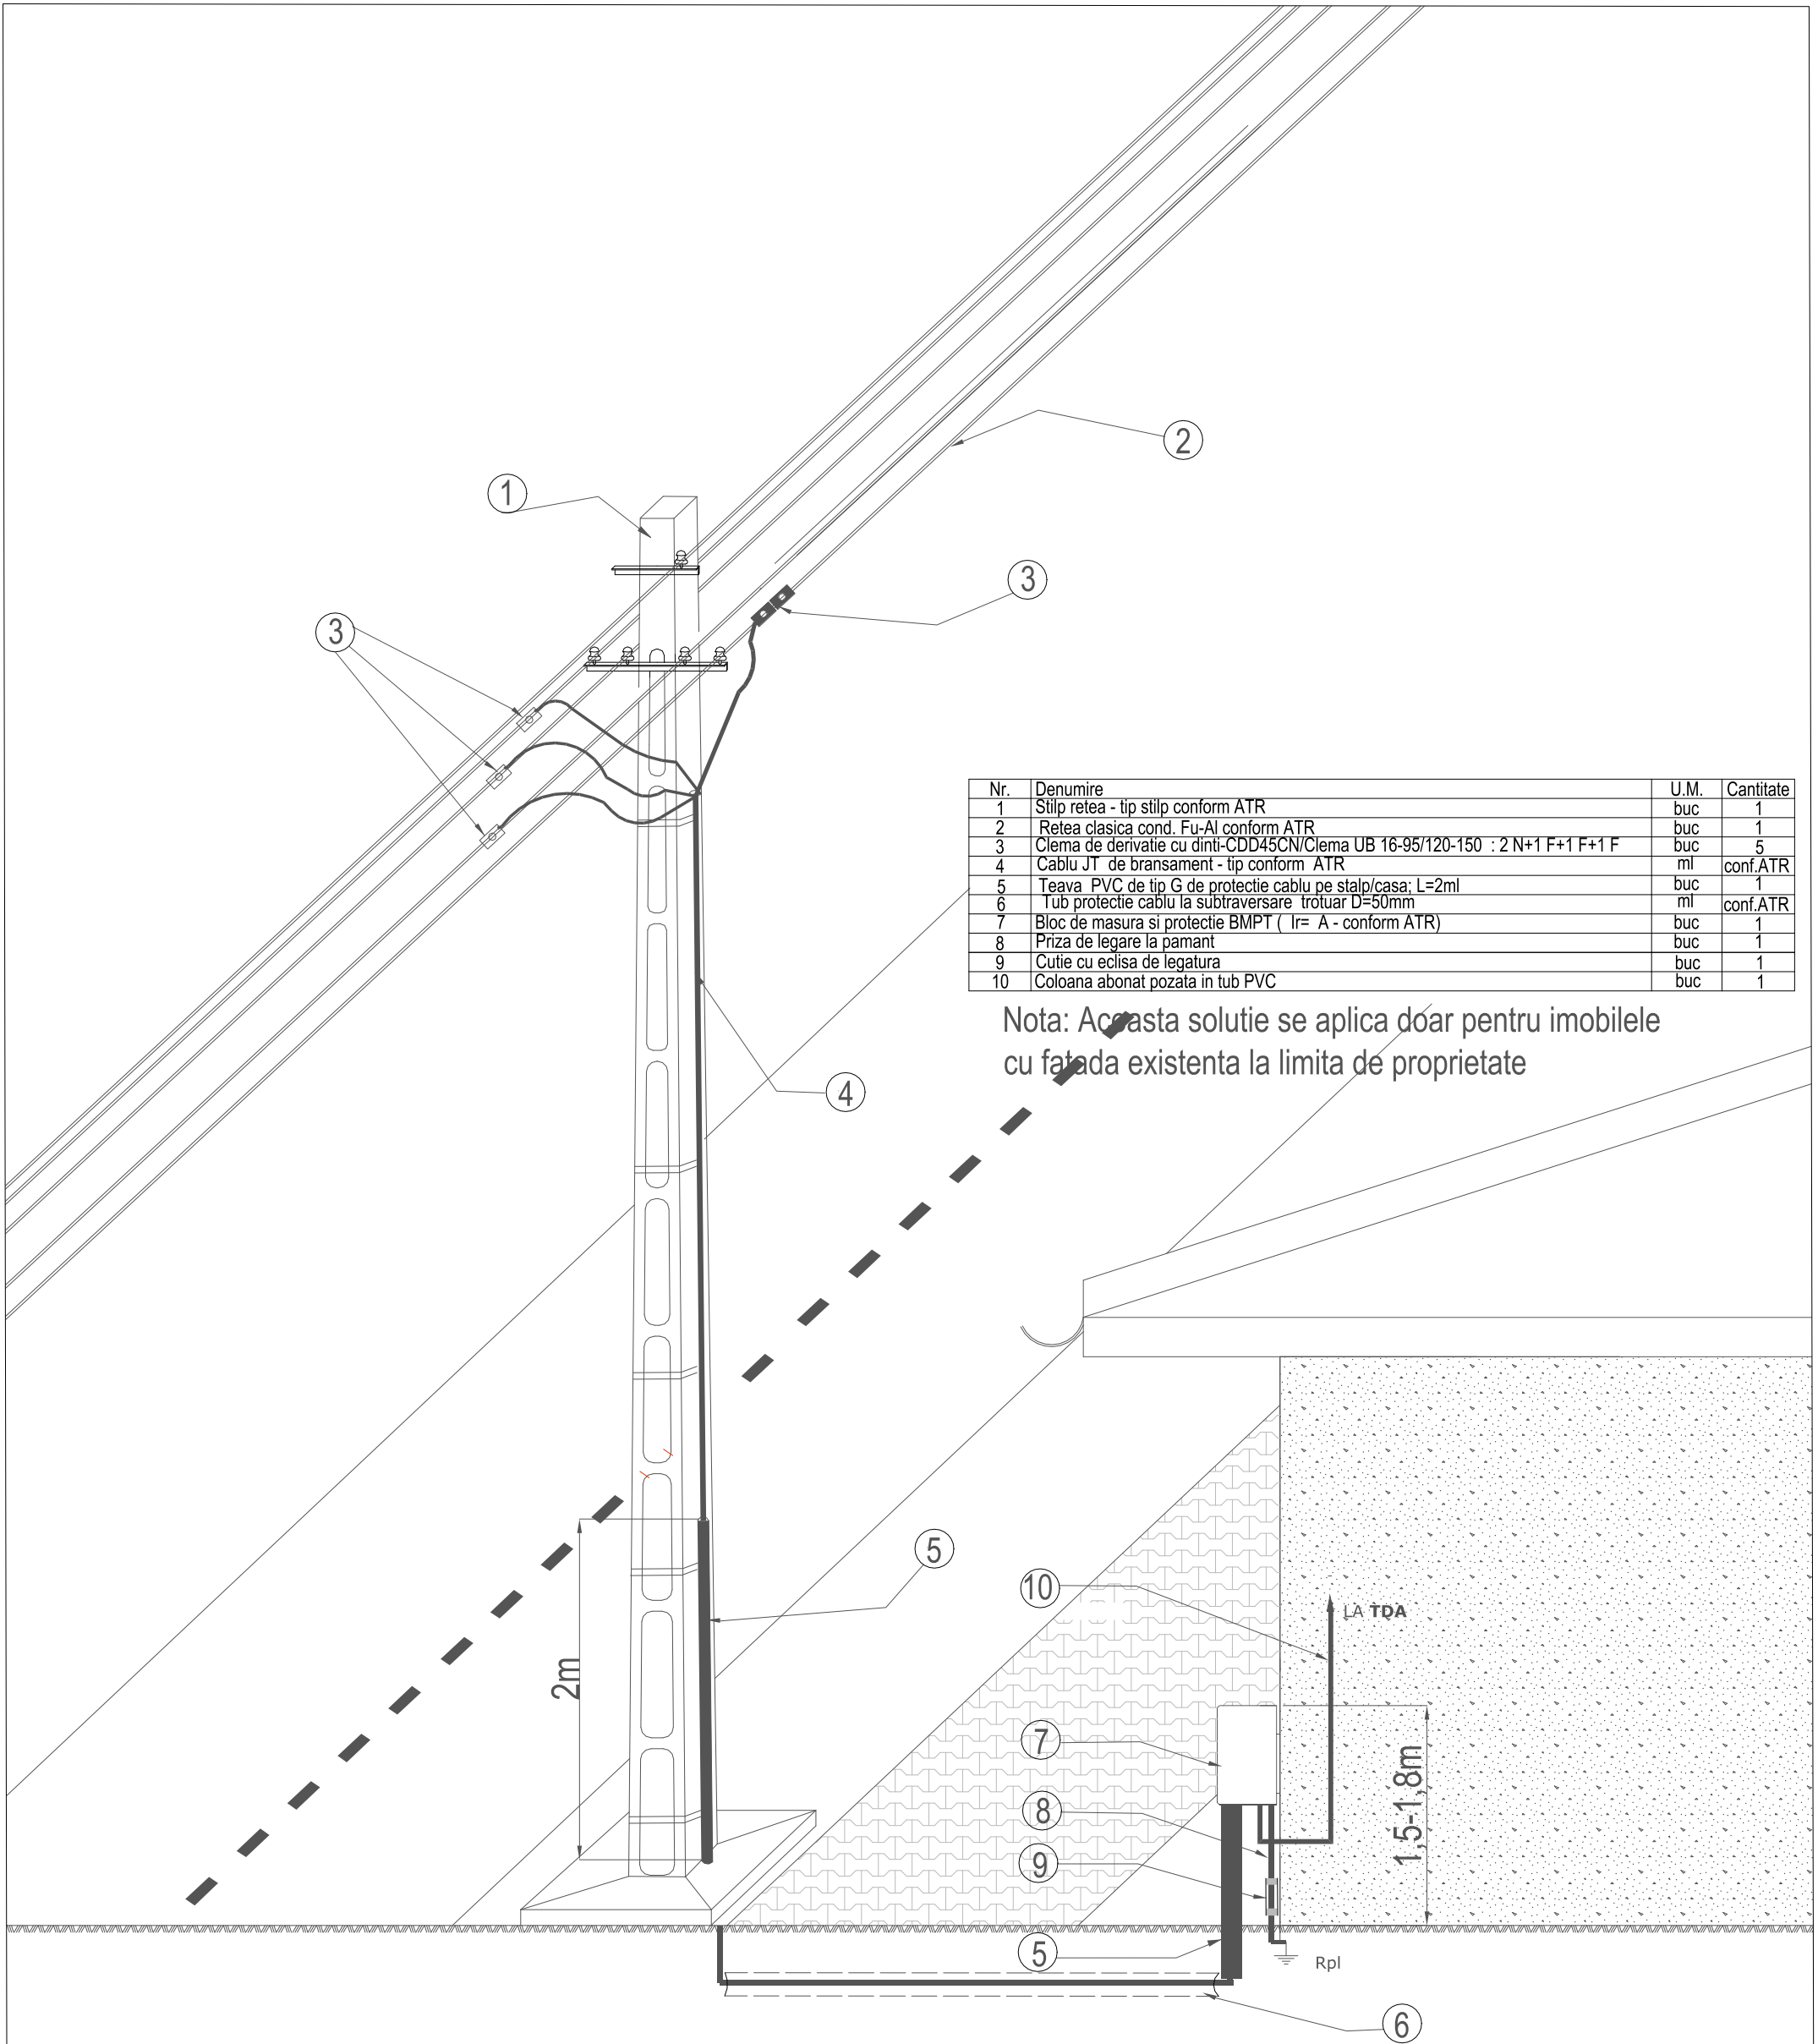 2
1
3
3
Nr. Denumire U.M. Cantitate
1 Stilp retea - tip stilp conform ATR buc 1
2 Retea clasica cond. Fu-Al conform ATR buc 1
3 Clema de derivatie cu dinti-CDD45CN/Clema UB 16-95/120-150 : 2 N+1 F+1 F+1 F buc 5
4 Cablu JT de bransament - tip conform ATR ml conf.ATR
5 Teava PVC de tip G de protectie cablu pe stalp/casa; L=2ml buc 1
6 Tub protectie cablu la subtraversare trotuar D=50mm ml conf.ATR
7 Bloc de masura si protectie BMPT ( Ir= A - conform ATR) buc 1
8 Priza de legare la pamant buc 1
9 Cutie cu eclisa de legatura buc 1
10 Coloana abonat pozata in tub PVC buc 1
Nota: Aceasta solutie se aplica doar pentru imobilele
cu fatada existenta la limita de proprietate
4
5
10
LA TDA
2m
7
1,5-1,8m
8
9
5
Rpl
6